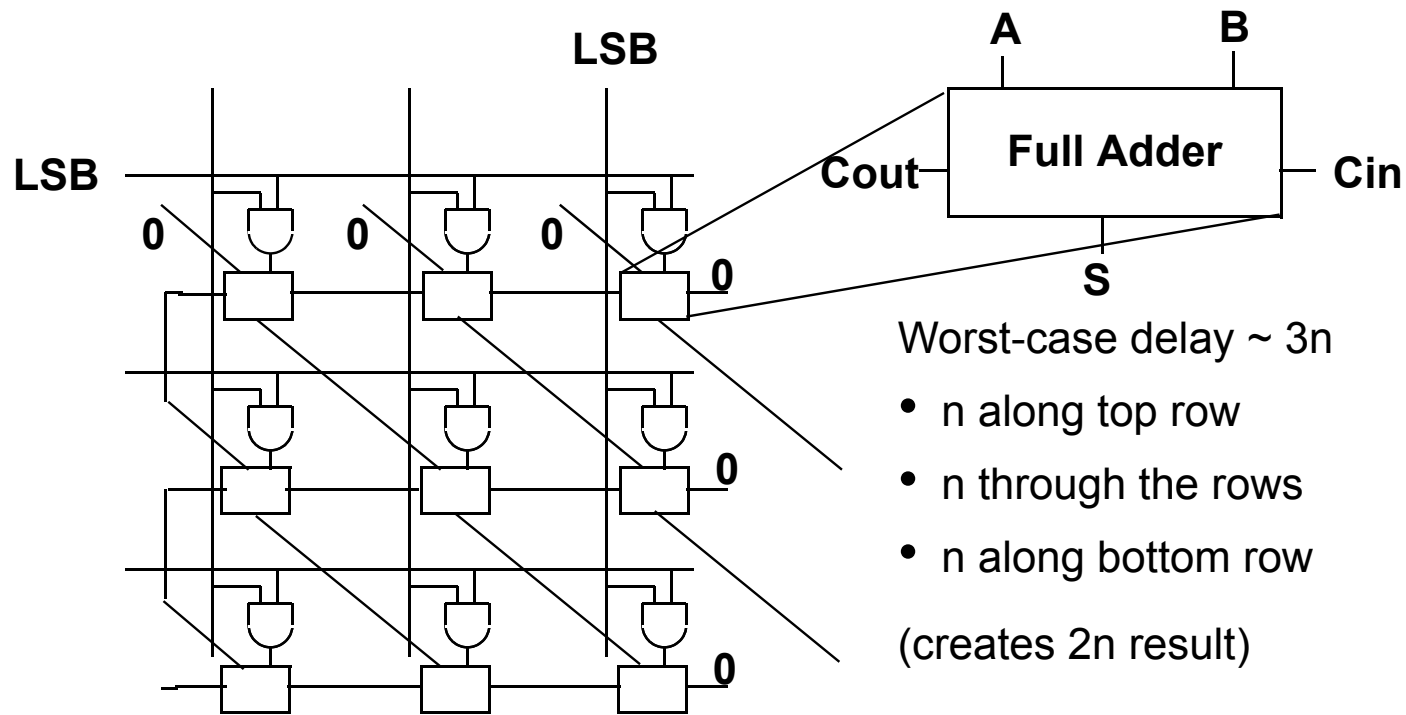 LSB
A B
LSB
Full Adder
Cout Cin
0 0 0
0
S
Worst-case delay ~ 3n
• n along top row
0
• n through the rows
• n along bottom row
(creates 2n result)
0